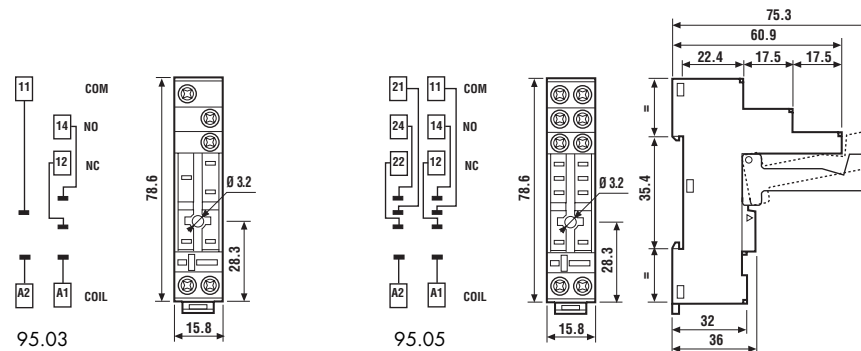 75.3
60.9
22.4 17.5 17.5
11 COM
14 NO
12 NC
A2 A1 COIL
95.03
78.6
Ø 3.2
28.3
15.8
21 11 COM
24 14 NO
22 12 NC
A2 A1 COIL
95.05
78.6
Ø 3.2
28.3
15.8
=
35.4
=
32
36